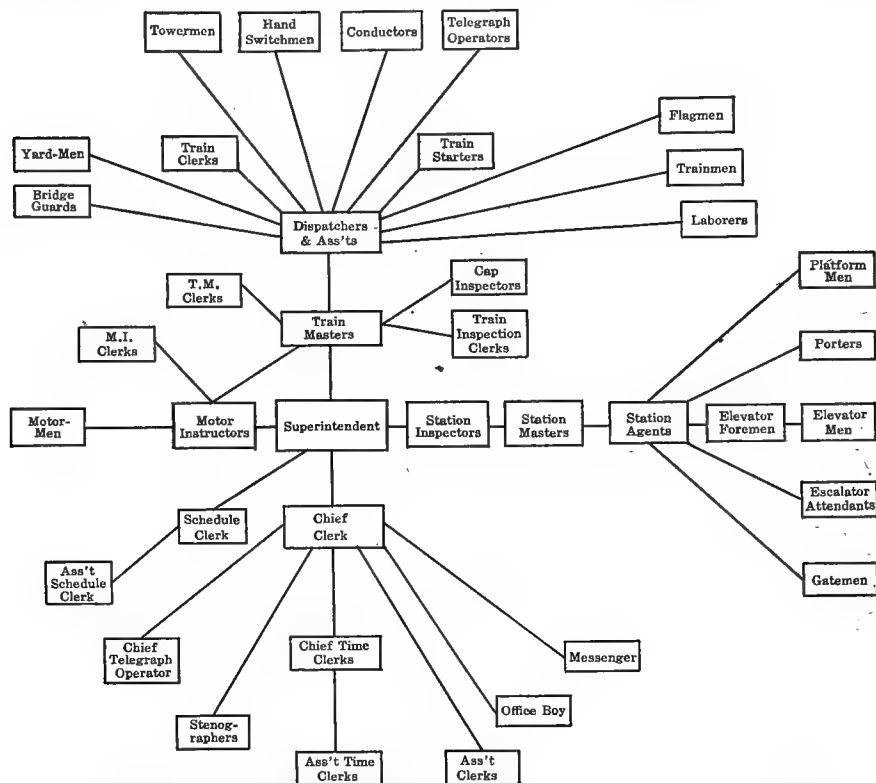 Towermen
Hand
Switchmen
Conductors
Telegraph
Operators
Flagmen
Yard-Men
Train
Clerks
Train
Starters
Trainmen
Bridge
Guards
Dispatchers
& Ass'ts
Laborers
T.M.
Clerks
Cap
Inspectors
Platform
Men
M.I.
Clerks
Train
Masters
Train
Inspection
Clerks
Porters
Motor-
Men
Motor
Instructors
Superintendent
Station
Inspectors
Station
Masters
Station
Agents
Elevator
Foremen
Elevator
Men
Schedule
Clerk
Chief
Clerk
Escalator
Attendants
Ass't
Schedule
Clerk
Gatemen
Chief
Telegraph
Operator
Chief Time
Clerks
Messenger
Stenog-
raphers
Office Boy
Ass't Time
Clerks
Ass't
Clerks